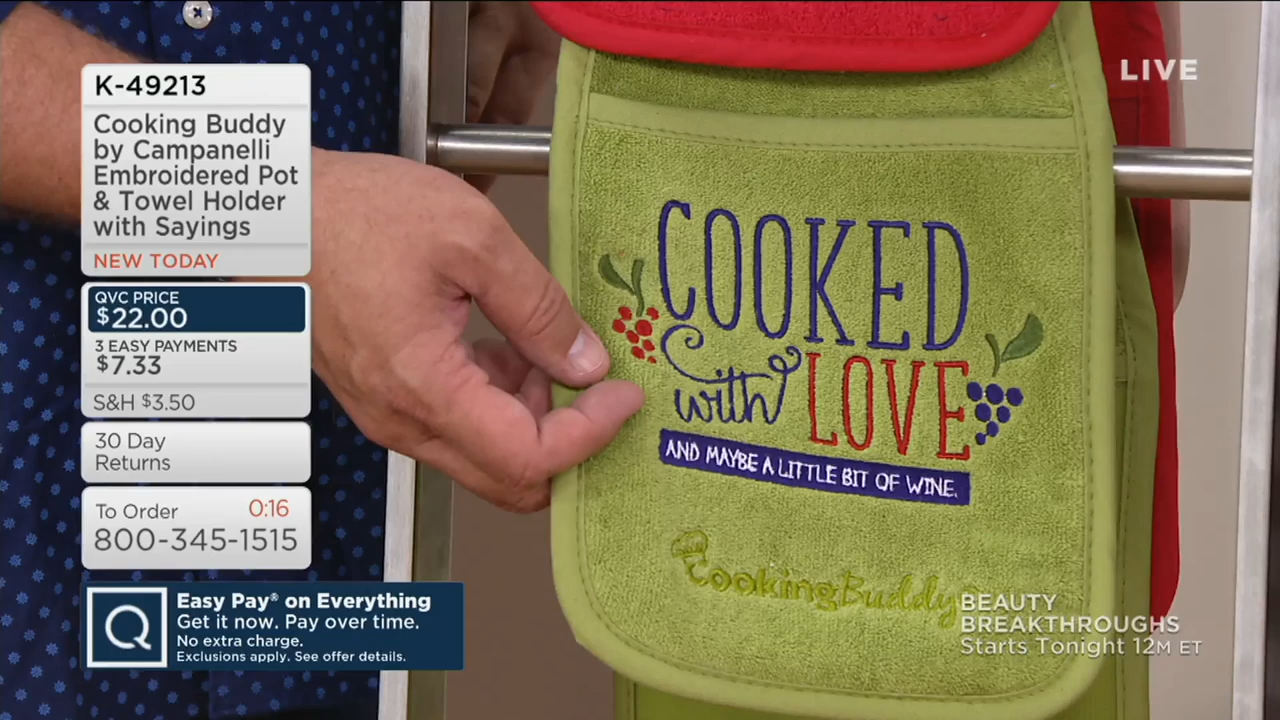 K-49213
Cooking Buddy
by Campanelli
Embroidered Pot
& Towel Holder
with Sayings
NEW TODAY
QVC PRICE
$22.00
3 EASY PAYMENTS
$7.33
S&H $3.50
30 Day
Returns
To Order 0:16
800-345-1515
Q
Easy Pay® on Everything
Get it now. Pay over time.
No extra charge.
Exclusions apply. See offer details.
LIVE
COOKED
with LOVE
AND MAYBE A LITTLE BIT OF WINE.
CookingBuddy
BEAUTY
BREAKTHROUGHS
Starts Tonight 12M ET